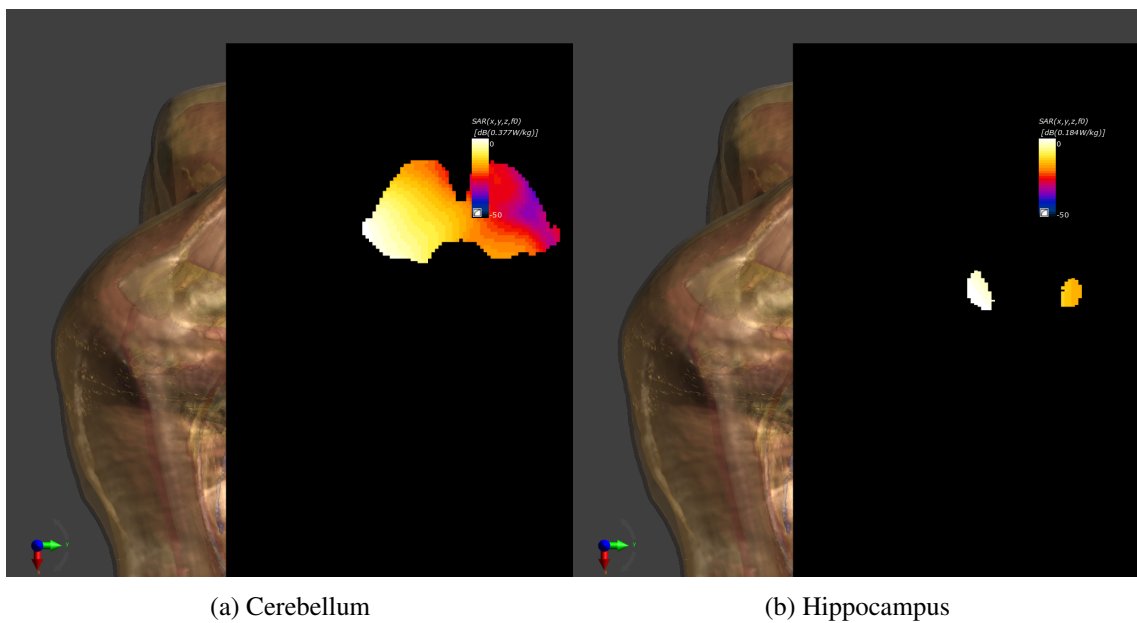 SAR(x,y,z,f0)
[dB(0.377W/kg)]
0
-50
Y
SAR(x,y,z,f0)
[dB(0.184W/kg)]
0
-50
Y
(a) Cerebellum
(b) Hippocampus